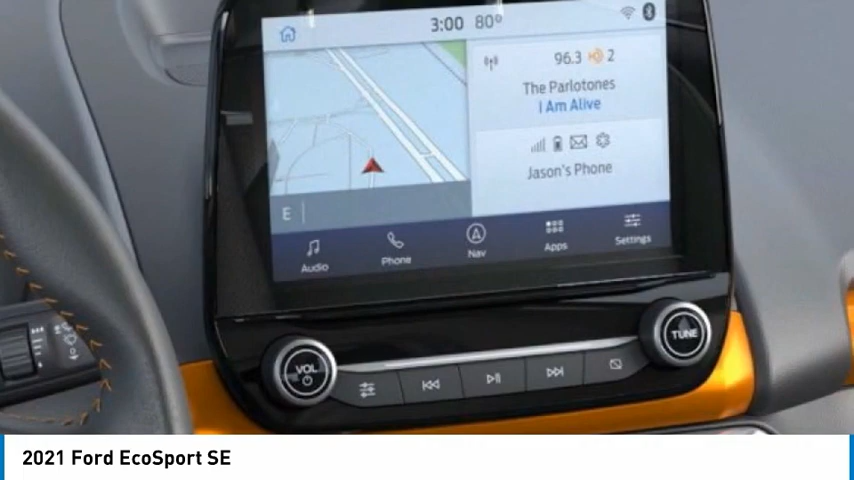 3:00 80°
96.3 2
The Parlotones
I Am Alive
Jason's Phone
E
Audio Phone Nav Apps Settings
VOL
TUNE
2021 Ford EcoSport SE